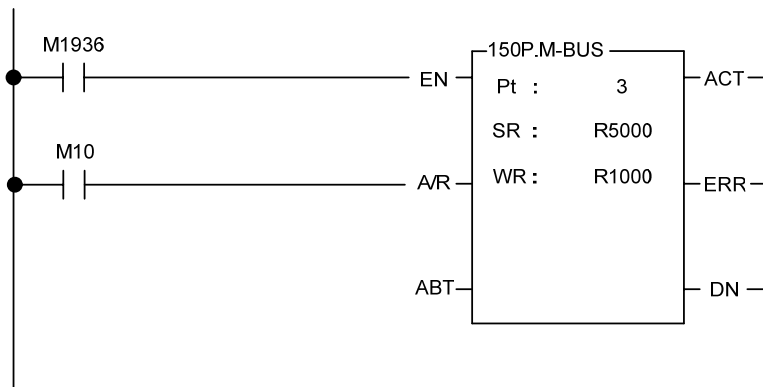 M1936
150P.M-BUS
EN
Pt : 3
ACT
SR : R5000
M10
A/R
WR : R1000
ERR
ABT
DN